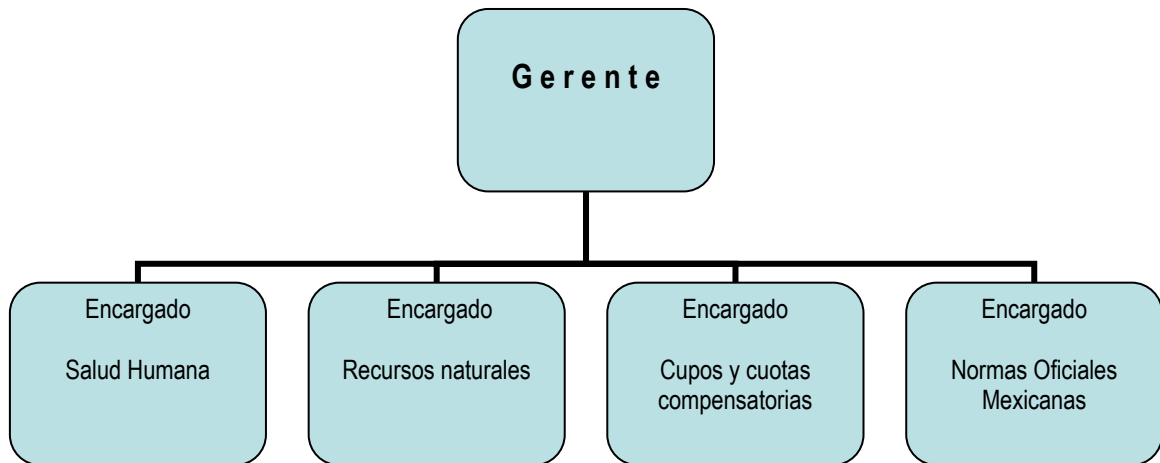 G e r e n t e
Encargado
Salud Humana
Encargado
Recursos naturales
Encargado
Cupos y cuotas
compensatorias
Encargado
Normas Oficiales
Mexicanas